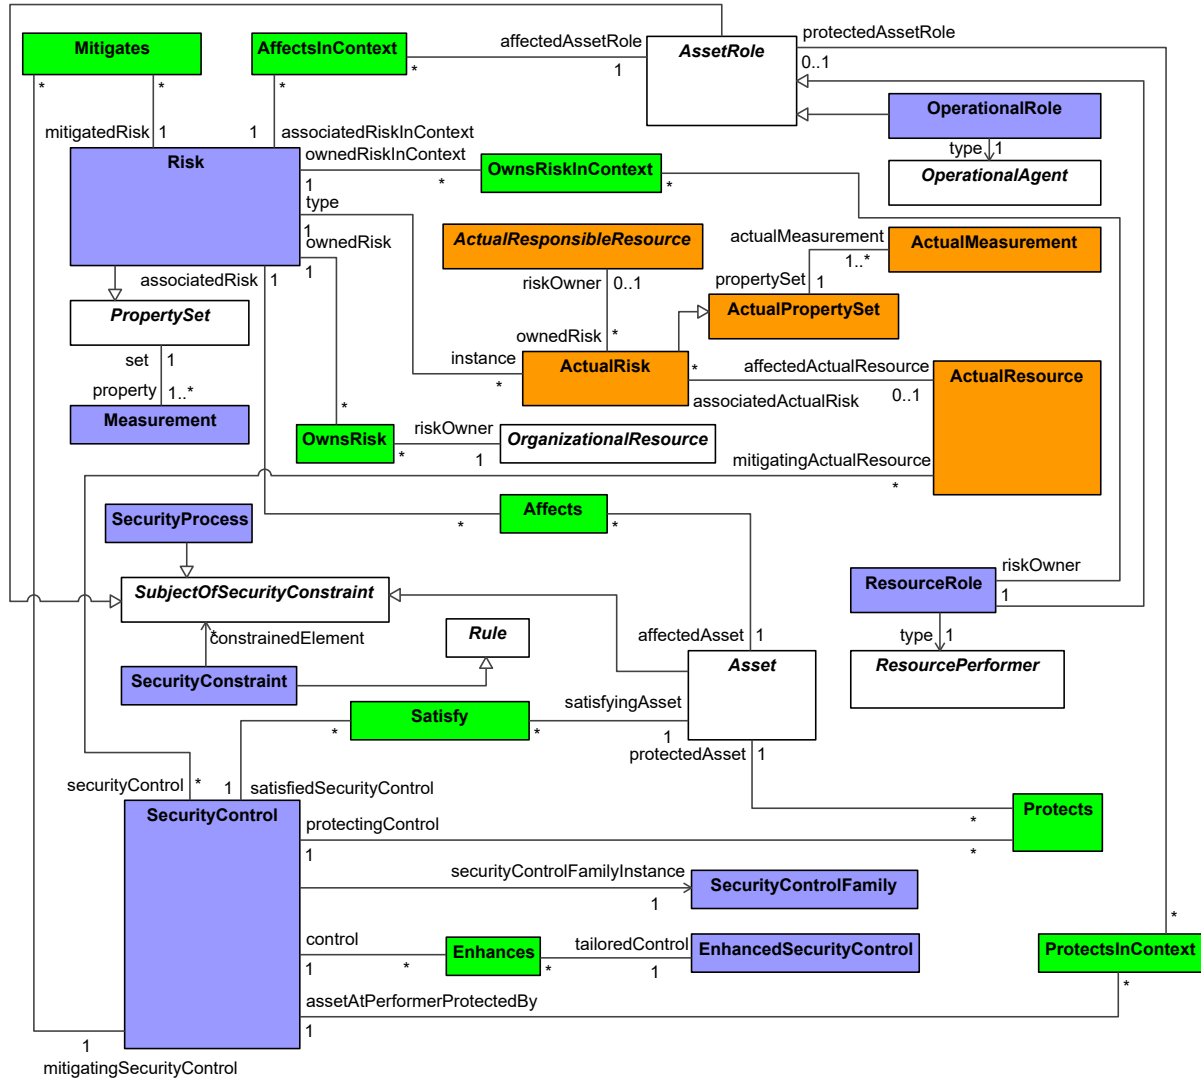 Mitigates
AffectsInContext
affectedAssetRole
AssetRole
protectedAssetRole
* * * * 1 0..1
mitigatedRisk 1
1 associatedRiskInContext
OperationalRole
type 1
OperationalAgent
Risk
ownedRiskInContext
1 *
OwnsRiskInContext
*
type
1
ownedRisk
1
associatedRisk 1
ActualResponsibleResource
riskOwner 0..1
actualMeasurement
1..*
ActualMeasurement
propertySet 1
ActualPropertySet
PropertySet
set 1
property 1..*
Measurement
ownedRisk *
instance
*
ActualRisk
*
associatedActualRisk
affectedActualResource
0..1
ActualResource
*
OwnsRisk
*
riskOwner
1
OrganizationalResource
mitigatingActualResource
*
SecurityProcess
*
Affects
*
SubjectOfSecurityConstraint
*
constrainedElement
Rule
SecurityConstraint
affectedAsset 1
Asset
ResourceRole
riskOwner
1
type 1
ResourcePerformer
Satisfy
* *
satisfyingAsset
1
protectedAsset 1
securityControl *
1 satisfiedSecurityControl
SecurityControl
protectingControl
1
*
Protects
*
securityControlFamilyInstance
1
SecurityControlFamily
control
1 *
Enhances
*
tailoredControl
1
EnhancedSecurityControl
*
ProtectsInContext
*
assetAtPerformerProtectedBy
1
1
mitigatingSecurityControl